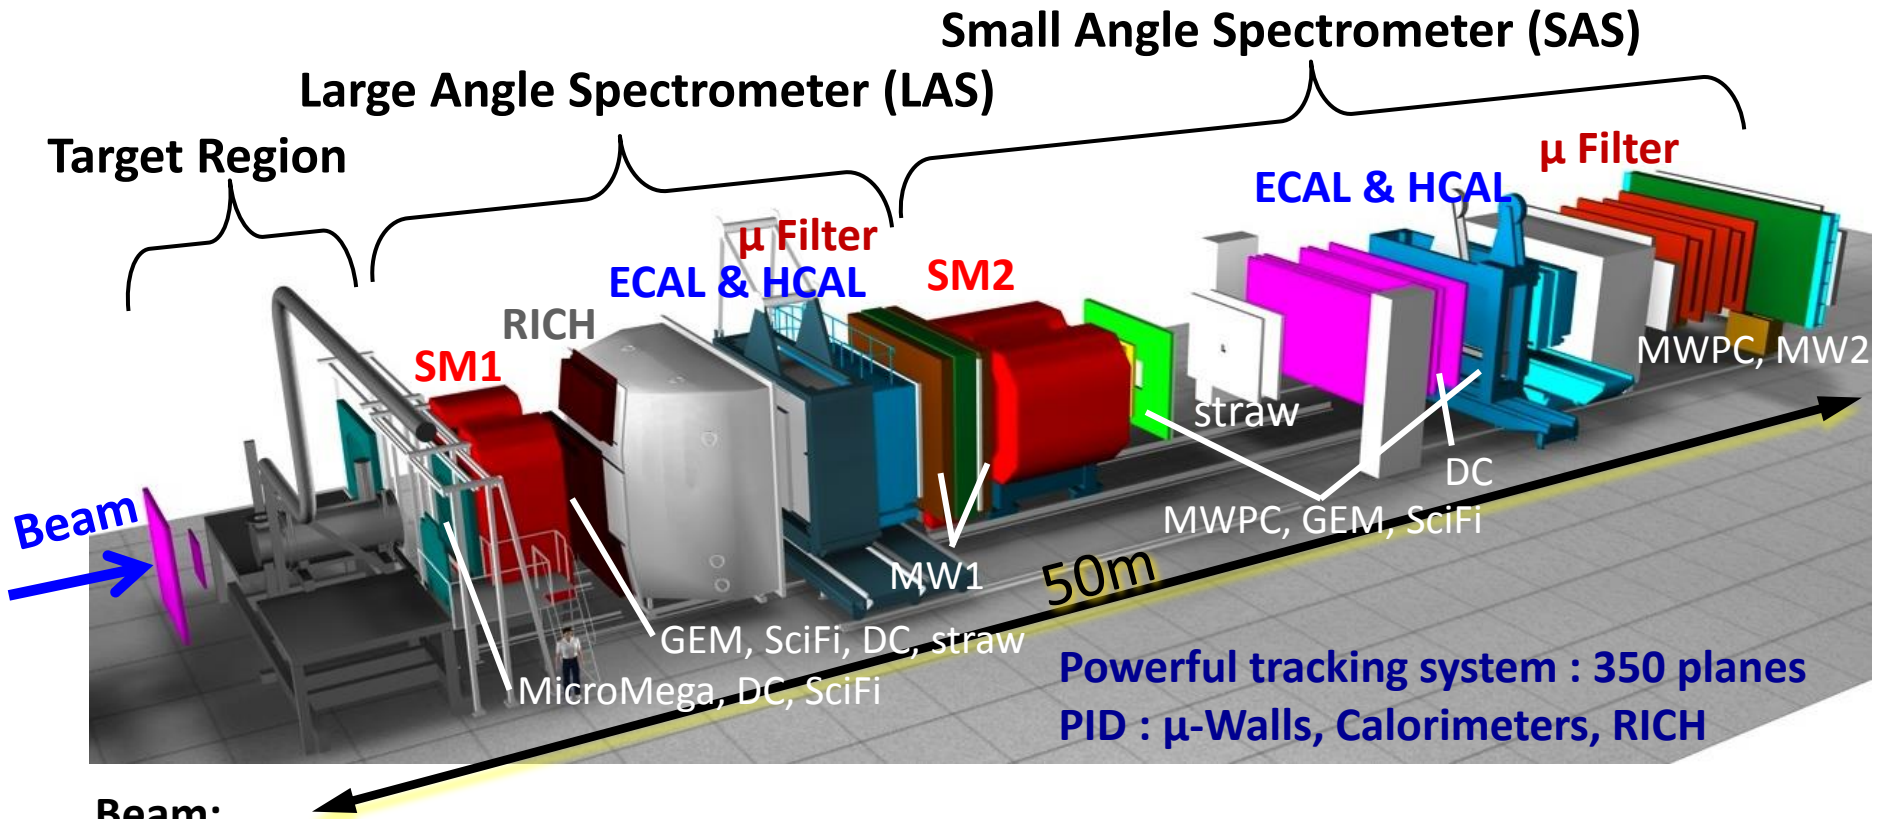 Small Angle Spectrometer (SAS)
Large Angle Spectrometer (LAS)
Target Region
μ Filter
ECAL & HCAL
μ Filter
ECAL & HCAL
SM2
RICH
SM1
MWPC, MW2
straw
DC
Beam
MWPC, GEM, SciFi
MW1
50m
GEM, SciFi, DC, straw
MicroMega, DC, SciFi
Powerful tracking system : 350 planes
PID : μ-Walls, Calorimeters, RICH
Beam: